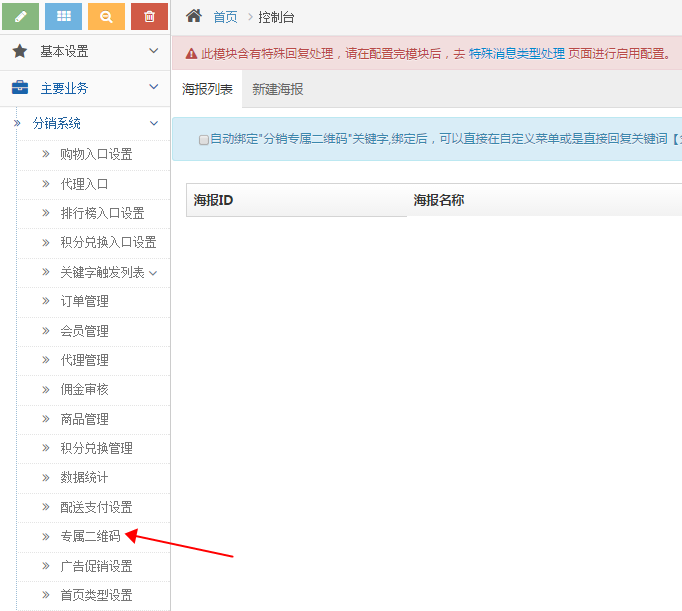 首页 控制台
此模块含有特殊回复处理，请在配置完模块后，去 特殊消息类型处理 页面进行启用配置。
海报列表 新建海报
自动绑定"分销专属二维码"关键字,绑定后，可以直接在自定义菜单或是直接回复关键词【
海报ID 海报名称
基本设置
主要业务
分销系统
购物入口设置
代理入口
排行榜入口设置
积分兑换入口设置
关键字触发列表
订单管理
会员管理
代理管理
佣金审核
商品管理
积分兑换管理
数据统计
配送支付设置
专属二维码
广告促销设置
首页类型设置